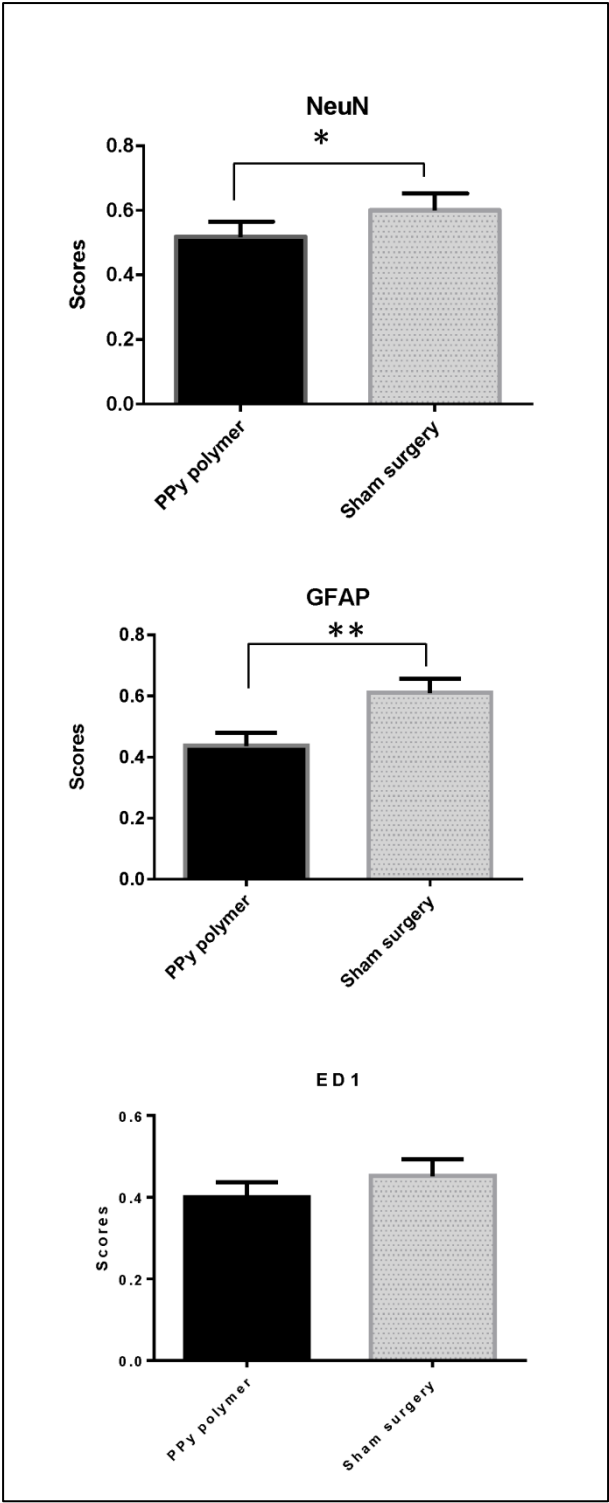 NeuN
*
0.8
0.6
0.4
0.2
0.0
Scores
PPy polymer
Sham surgery
GFAP
**
0.8
0.6
0.4
0.2
0.0
Scores
PPy polymer
Sham surgery
ED1
0.6
0.4
0.2
0.0
Scores
PPy polymer
Sham surgery